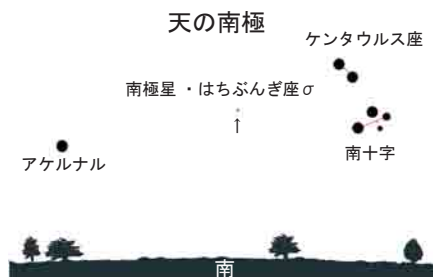 天の南極
ケンタウルス座
南極星・はちぶんぎ座σ
↑
アケルナル
南十字
南